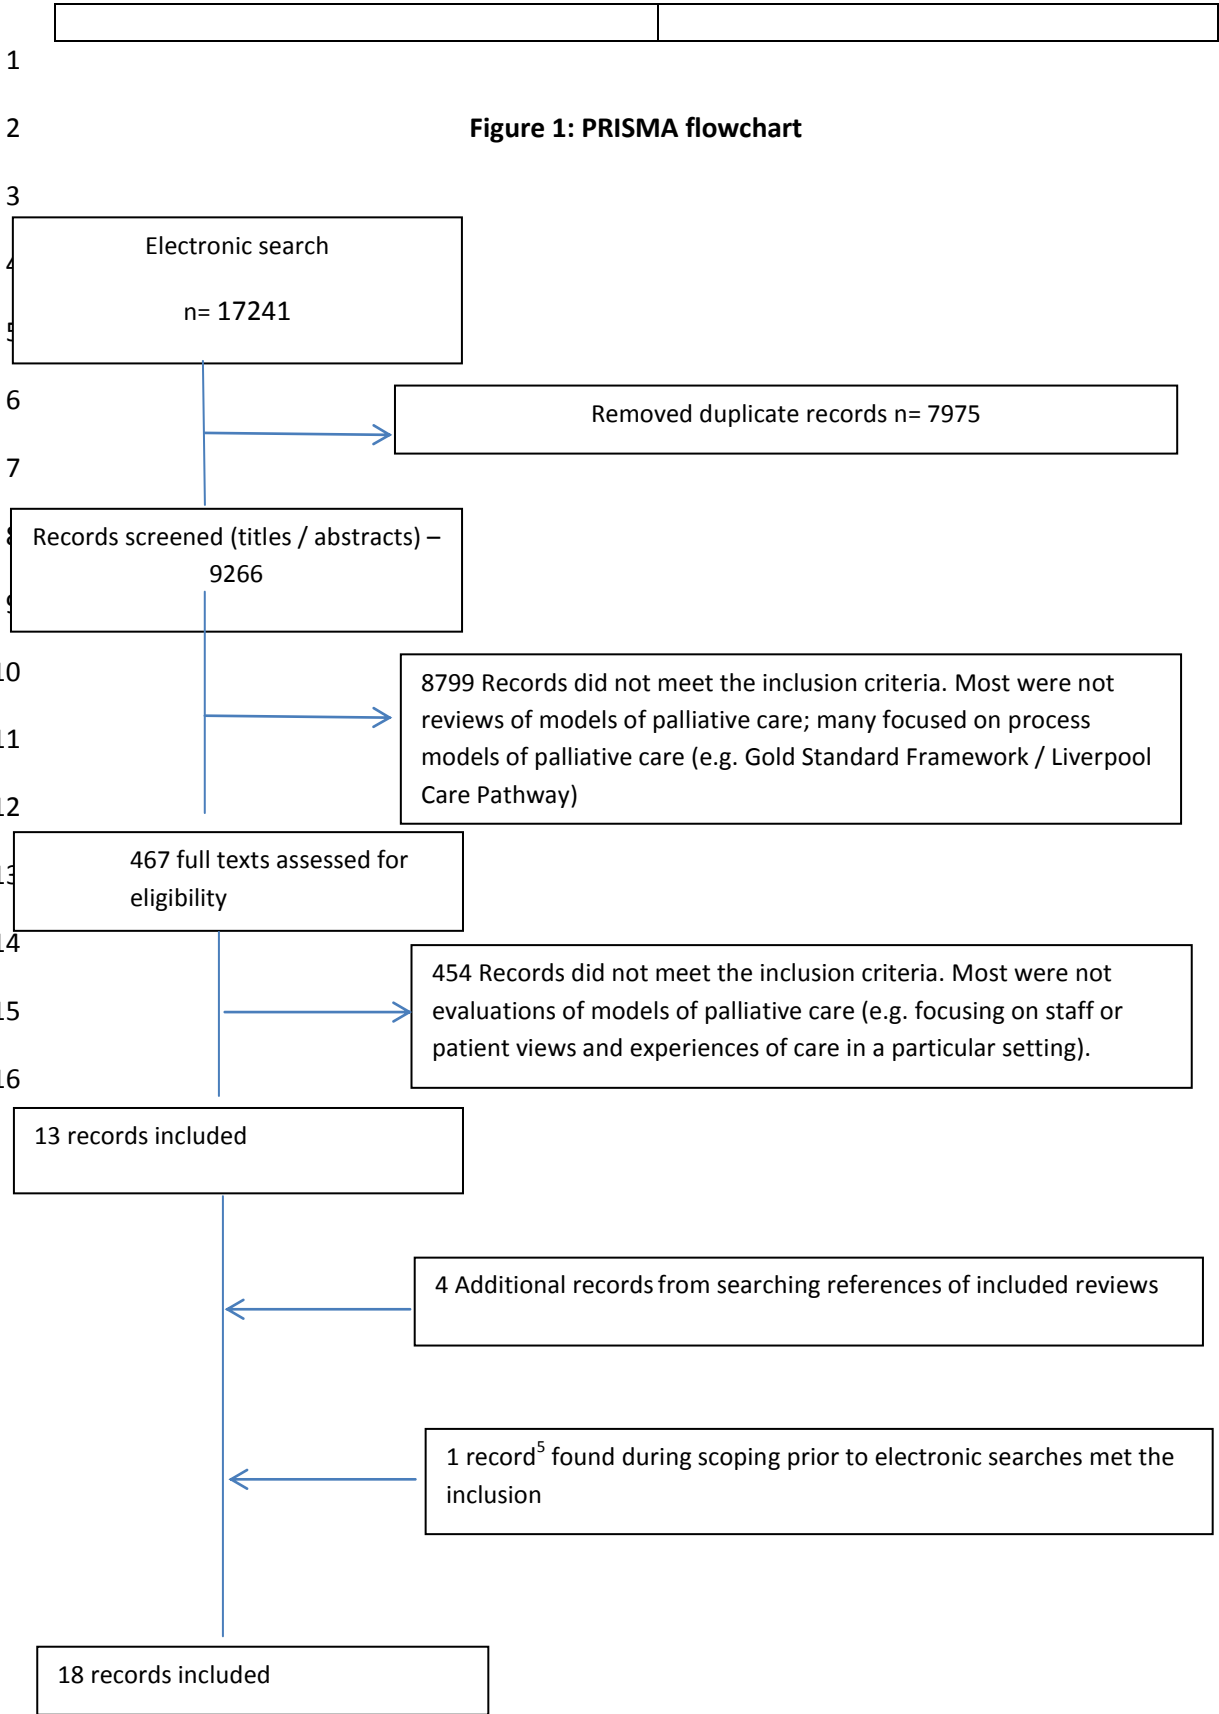 1
2
Figure 1: PRISMA flowchart
3
Electronic search
4
n= 17241
5
6
Removed duplicate records n= 7975
7
8
Records screened (titles / abstracts) –
9266
9
10
8799 Records did not meet the inclusion criteria. Most were not
reviews of models of palliative care; many focused on process
11
models of palliative care (e.g. Gold Standard Framework / Liverpool
Care Pathway)
12
467 full texts assessed for
13
eligibility
14
454 Records did not meet the inclusion criteria. Most were not
15
evaluations of models of palliative care (e.g. focusing on staff or
patient views and experiences of care in a particular setting).
16
13 records included
4 Additional records from searching references of included reviews
1 record⁵ found during scoping prior to electronic searches met the
inclusion
18 records included